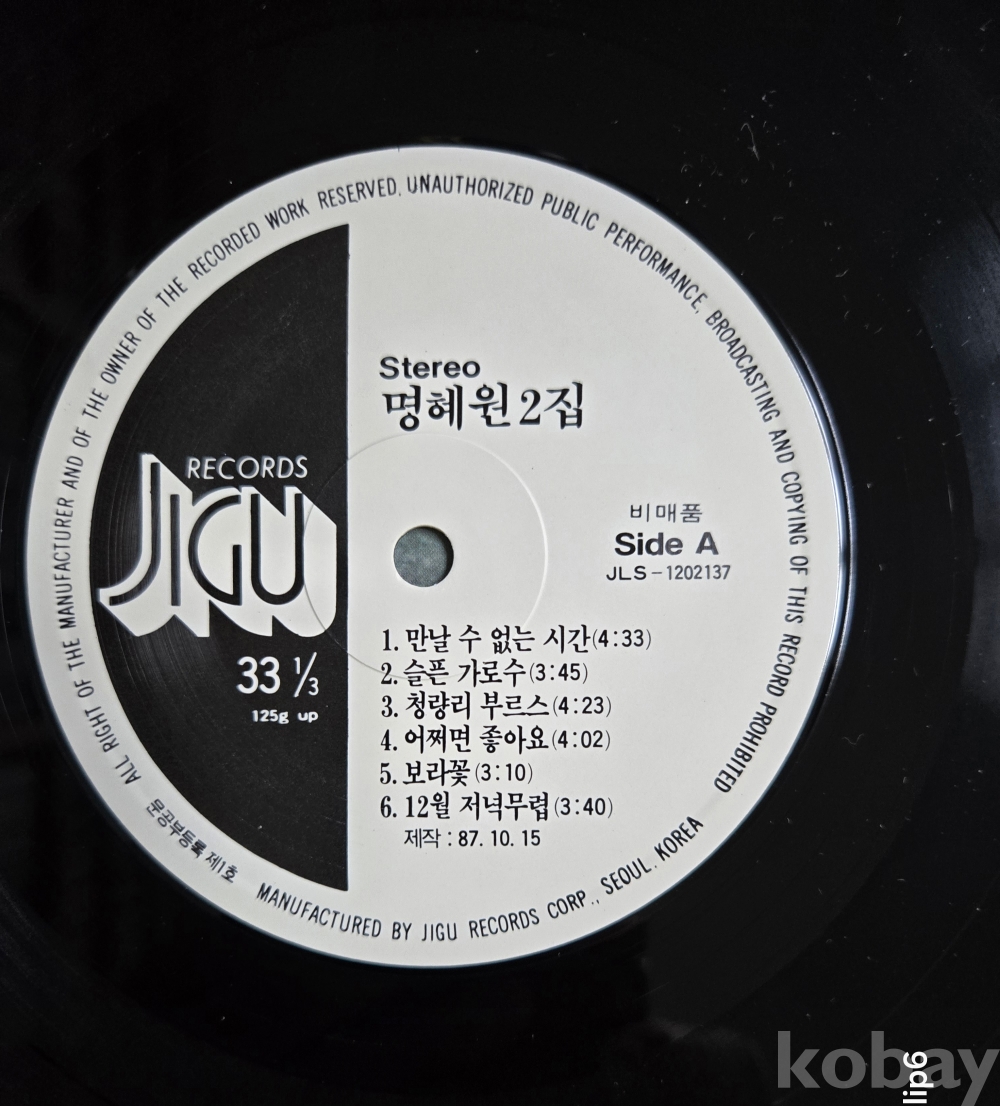 ALL RIGHT OF THE MANUFACTURER AND OF THE OWNER OF THE RECORDED WORK RESERVED. UNAUTHORIZED PUBLIC PERFORMANCE, BROADCASTING AND COPYING OF THIS RECORD PROHIBITED
Stereo
명혜원 2집
RECORDS
JIGU
비매품
Side A
JLS-1202137
33 1/3
125g up
1. 만날 수 없는 시간(4:33)
2. 슬픈 가로수(3:45)
3. 청량리 부르스(4:23)
4. 어쩌면 좋아요(4:02)
5. 보라꽃(3:10)
6. 12월 저녁무렵(3:40)
제작 : 87. 10. 15
문공부등록 제1호
MANUFACTURED BY JIGU RECORDS CORP., SEOUL. KOREA
kobay
lip6